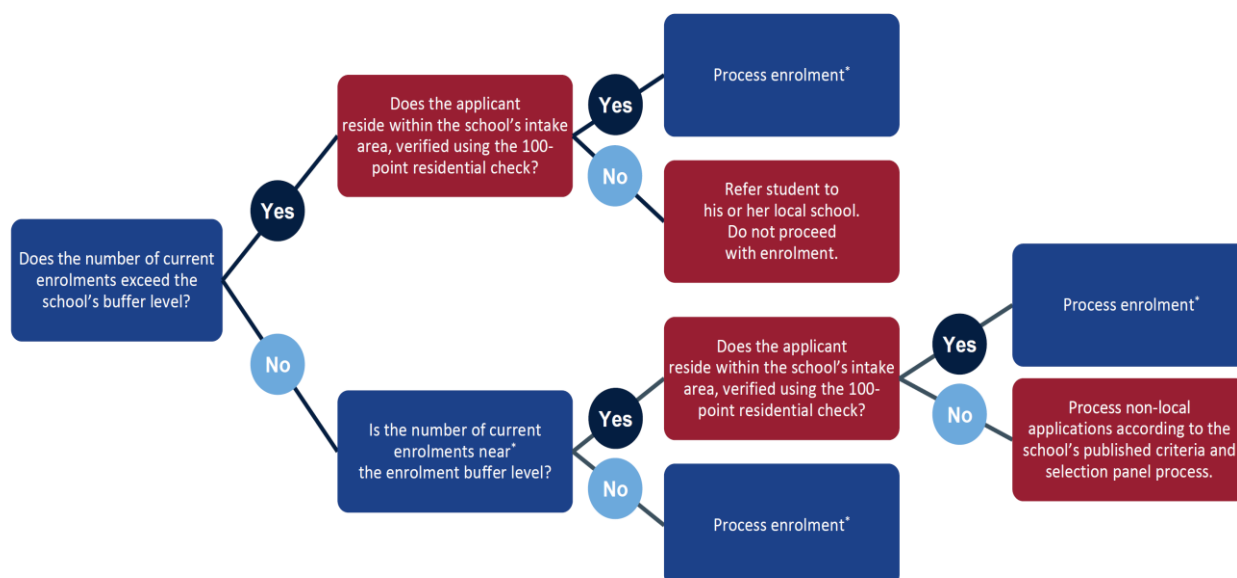 Does the number of current
enrolments exceed the
school's buffer level?
Yes
Does the applicant
reside within the school's intake
area, verified using the 100-
point residential check?
Yes
Process enrolment*
No
Refer student to
his or her local school.
Do not proceed
with enrolment.
No
Is the number of current
enrolments near*
the enrolment buffer level?
Yes
Does the applicant
reside within the school's intake
area, verified using the 100-
point residential check?
Yes
Process enrolment*
No
Process non-local
applications according to the
school's published criteria and
selection panel process.
No
Process enrolment*